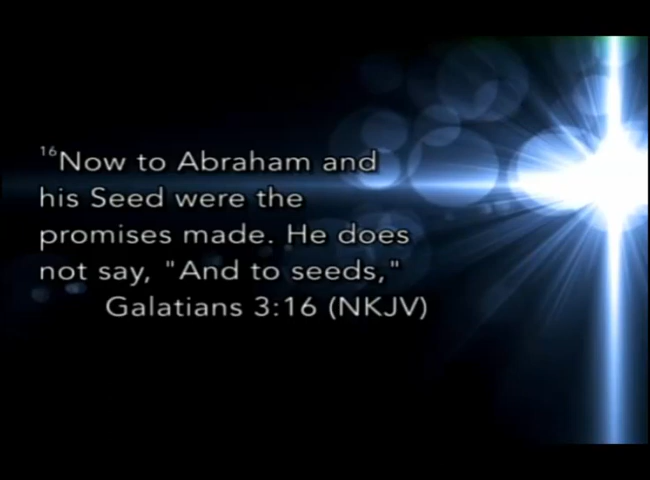 ¹⁶Now to Abraham and
his Seed were the
promises made. He does
not say, "And to seeds,"
Galatians 3:16 (NKJV)